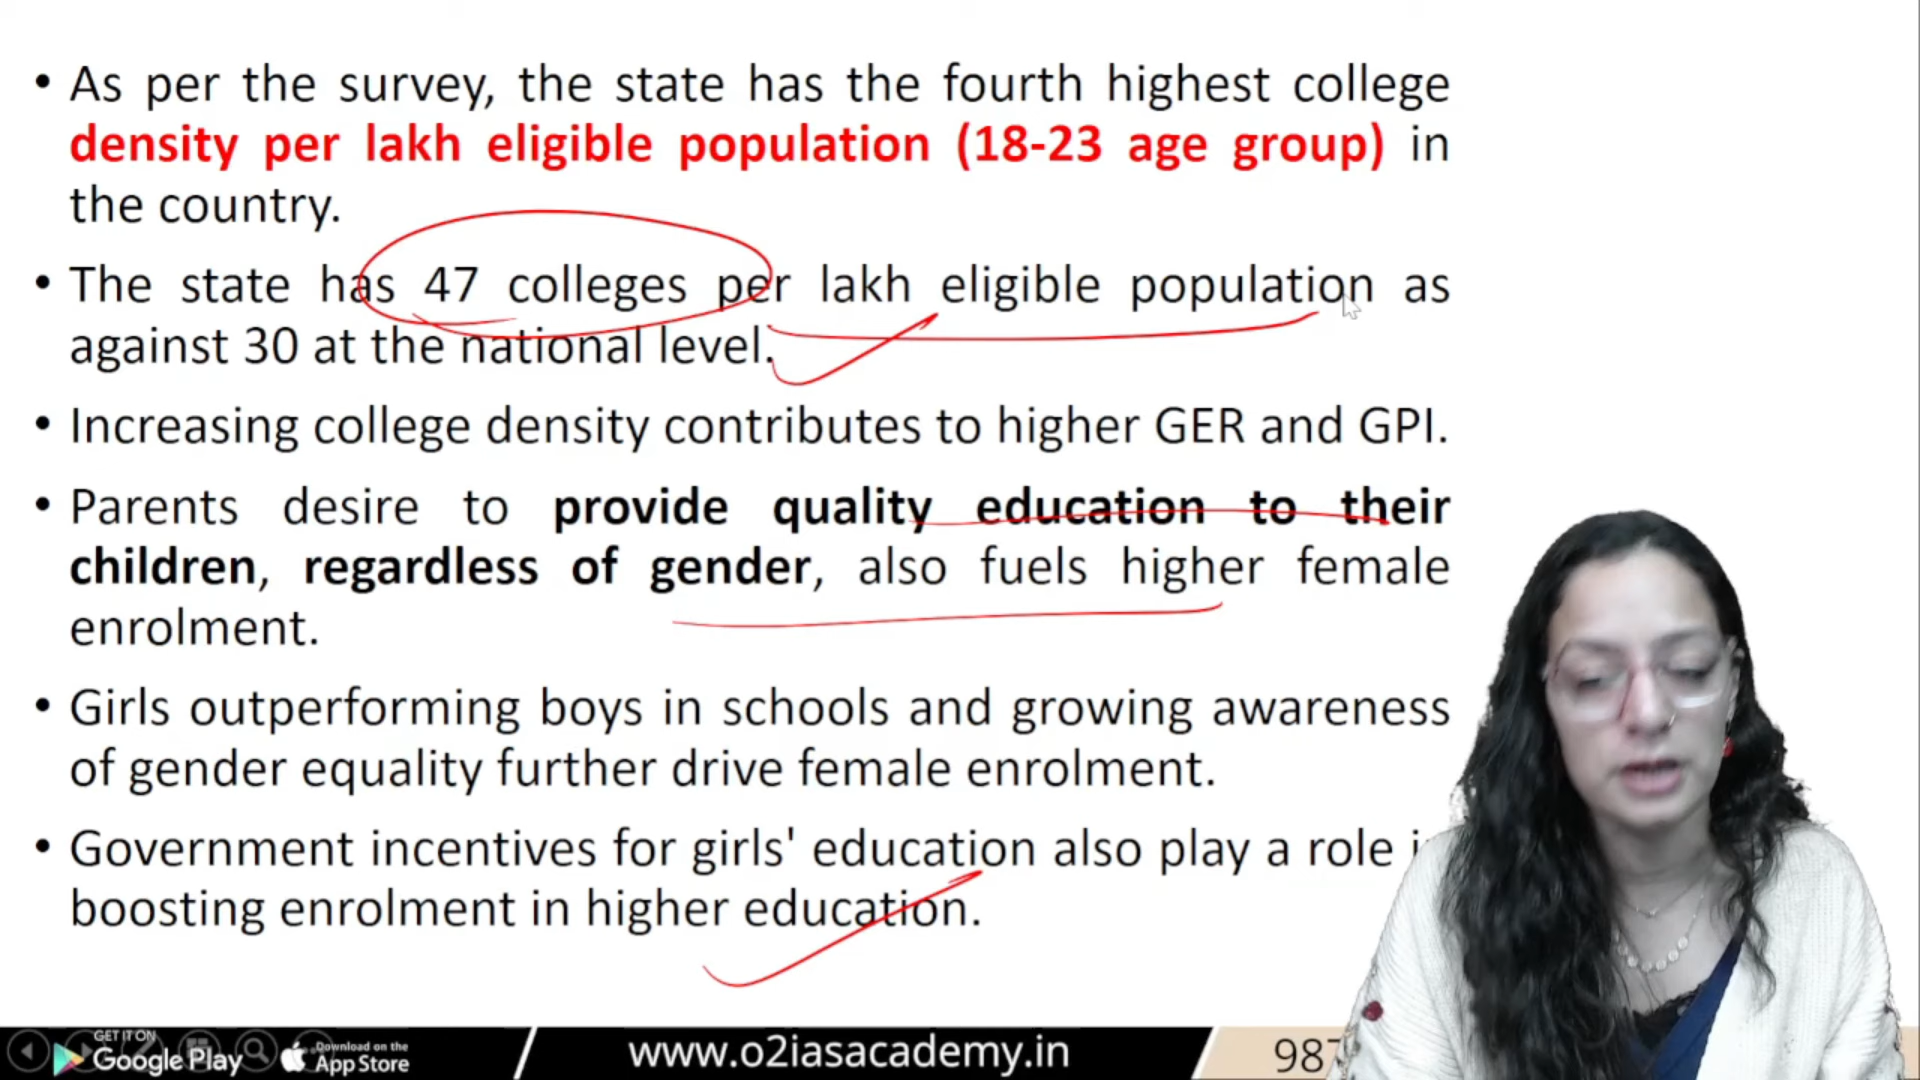 • As per the survey, the state has the fourth highest college
density per lakh eligible population (18-23 age group) in
the country.
• The state has 47 colleges per lakh eligible population as
against 30 at the national level.
• Increasing college density contributes to higher GER and GPI.
• Parents desire to provide quality education to their
children, regardless of gender, also fuels higher female
enrolment.
• Girls outperforming boys in schools and growing awareness
of gender equality further drive female enrolment.
• Government incentives for girls' education also play a role
boosting enrolment in higher education.
GET IT ON
Google Play
Download on the
App Store
www.o2iasacademy.in
987